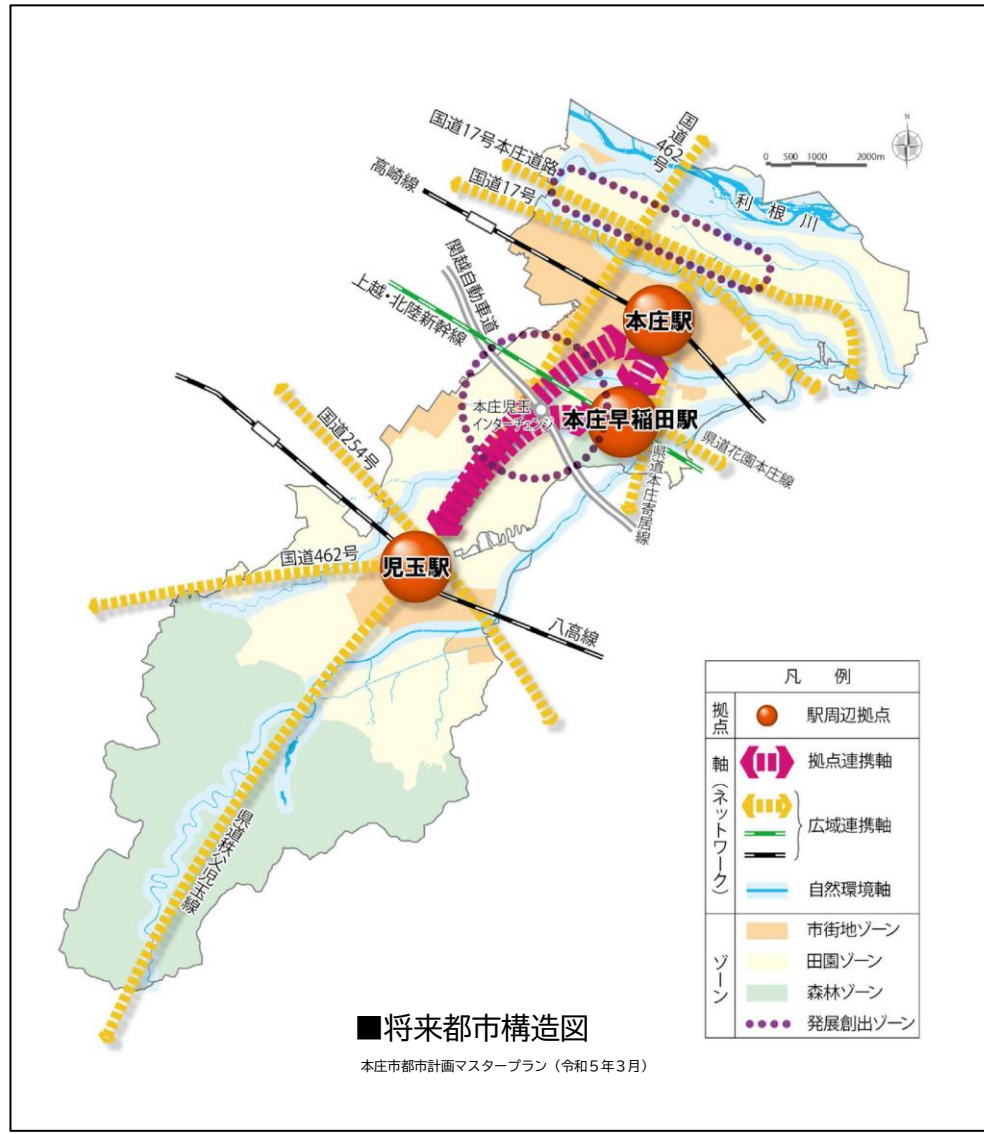 国道462号
国道17号本庄道路
国道17号
高崎線
N
0 500 1000 2000m
利根川
関越自動車道
上越・北陸新幹線
本庄駅
本庄児玉
インターチェンジ
本庄早稲田駅
国道254号
県道花園本庄線
県道本庄寄居線
児玉駅
国道462号
八高線
県道秩父児玉線
凡 例
拠点
駅周辺拠点
軸（ネットワーク）
拠点連携軸
広域連携軸
自然環境軸
ゾーン
市街地ゾーン
田園ゾーン
森林ゾーン
発展創出ゾーン
■将来都市構造図
本庄市都市計画マスタープラン（令和５年３月）